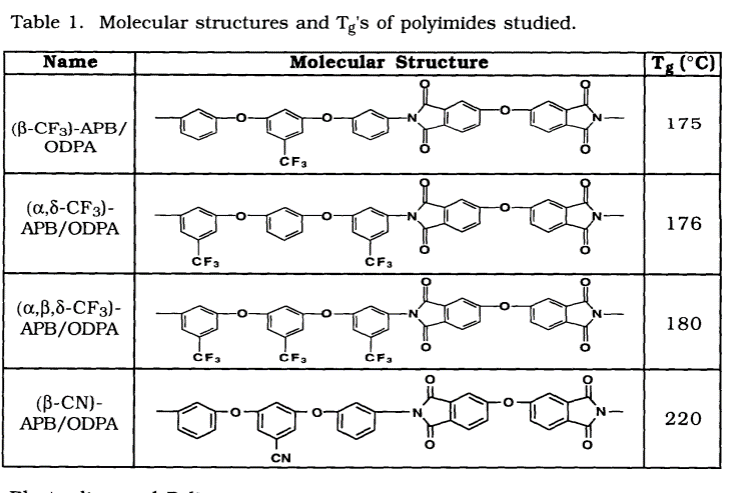 Table 1. Molecular structures and Tg's of polyimides studied.
Name Molecular Structure Tg (°C)
(β-CF3)-APB/
ODPA
O O N O O O N O O CF3
175
(α,δ-CF3)-
APB/ODPA
O O N O O O N O O CF3 CF3
176
(α,β,δ-CF3)-
APB/ODPA
O O N O O O N O O CF3 CF3 CF3
180
(β-CN)-
APB/ODPA
O O N O O O N O O CN
220